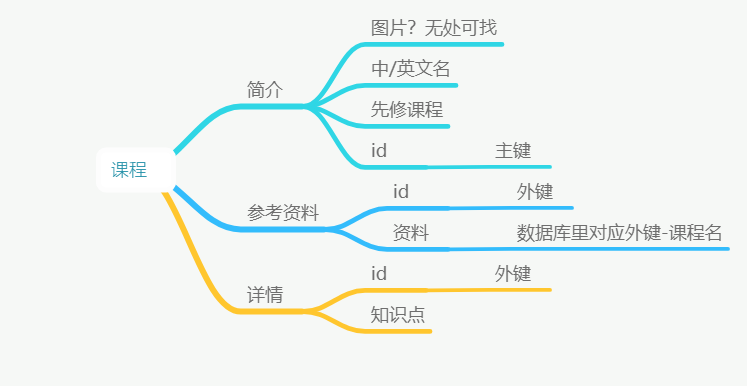 课程
简介
图片？无处可找
中/英文名
先修课程
id 主键
参考资料
id 外键
资料 数据库里对应外键-课程名
详情
id 外键
知识点